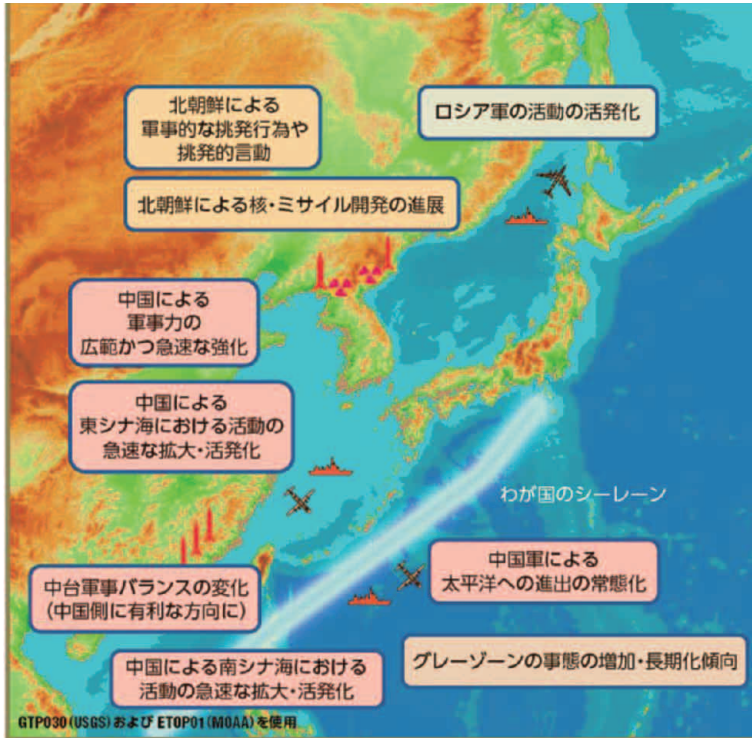 北朝鮮による
軍事的な挑発行為や
挑発的言動
ロシア軍の活動の活発化
北朝鮮による核・ミサイル開発の進展
中国による
軍事力の
広範かつ急速な強化
中国による
東シナ海における活動の
急速な拡大・活発化
わが国のシーレーン
中国軍による
太平洋への進出の常態化
中台軍事バランスの変化
(中国側に有利な方向に)
グレーゾーンの事態の増加・長期化傾向
中国による南シナ海における
活動の急速な拡大・活発化
GTPO30(USGS)および ETOP01(MOAA)を使用